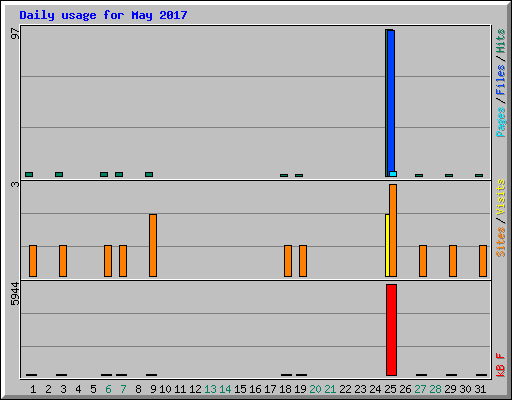 Daily usage for May 2017
97
Pages/Files/Hits
3
Sites/Visits
5944
kB F
1 2 3 4 5 6 7 8 9 10 11 12 13 14 15 16 17 18 19 20 21 22 23 24 25 26 27 28 29 30 31